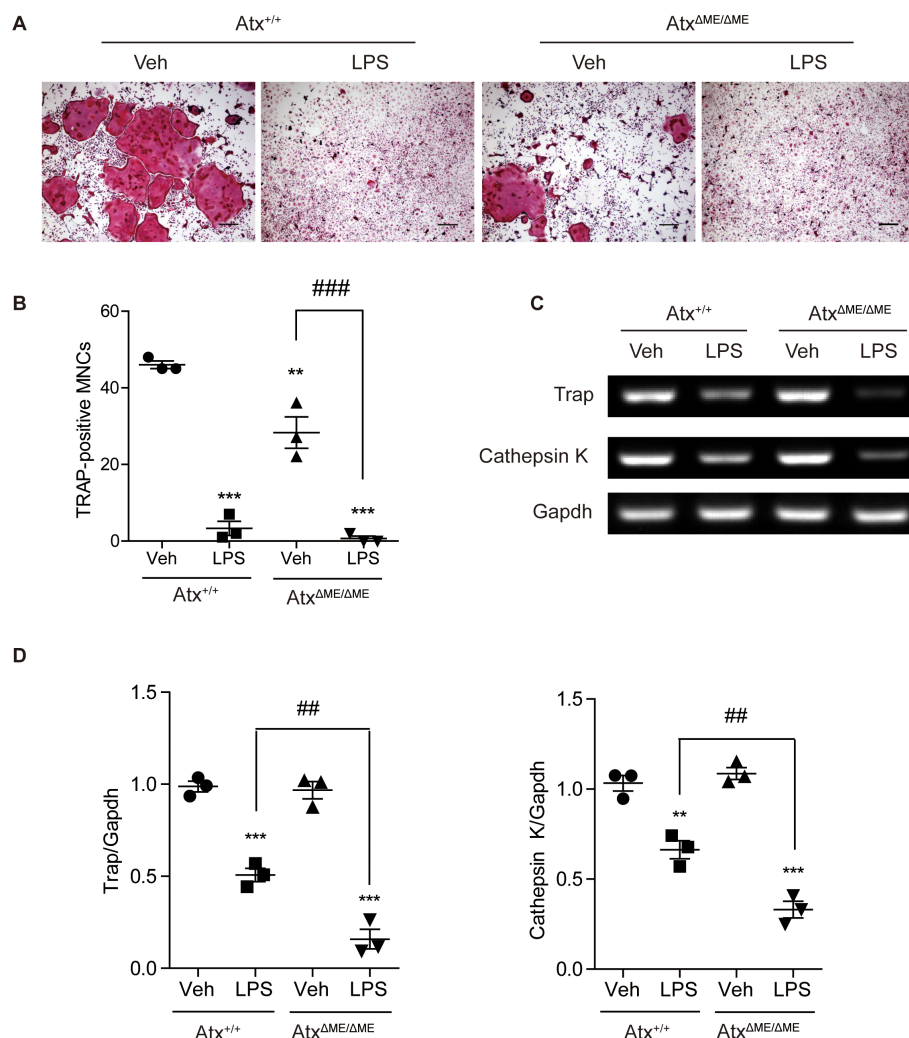 A
Atx+/+
AtxΔME/ΔME
Veh
LPS
Veh
LPS
B
###
60
40
20
0
TRAP-positive MNCs
***
**
***
Veh
LPS
Veh
LPS
Atx+/+
AtxΔME/ΔME
C
Atx+/+
AtxΔME/ΔME
Veh
LPS
Veh
LPS
Trap
Cathepsin K
Gapdh
D
1.5
1.0
0.5
0.0
Trap/Gapdh
##
***
***
Veh
LPS
Veh
LPS
Atx+/+
AtxΔME/ΔME
1.5
1.0
0.5
0.0
Cathepsin K/Gapdh
##
**
***
Veh
LPS
Veh
LPS
Atx+/+
AtxΔME/ΔME